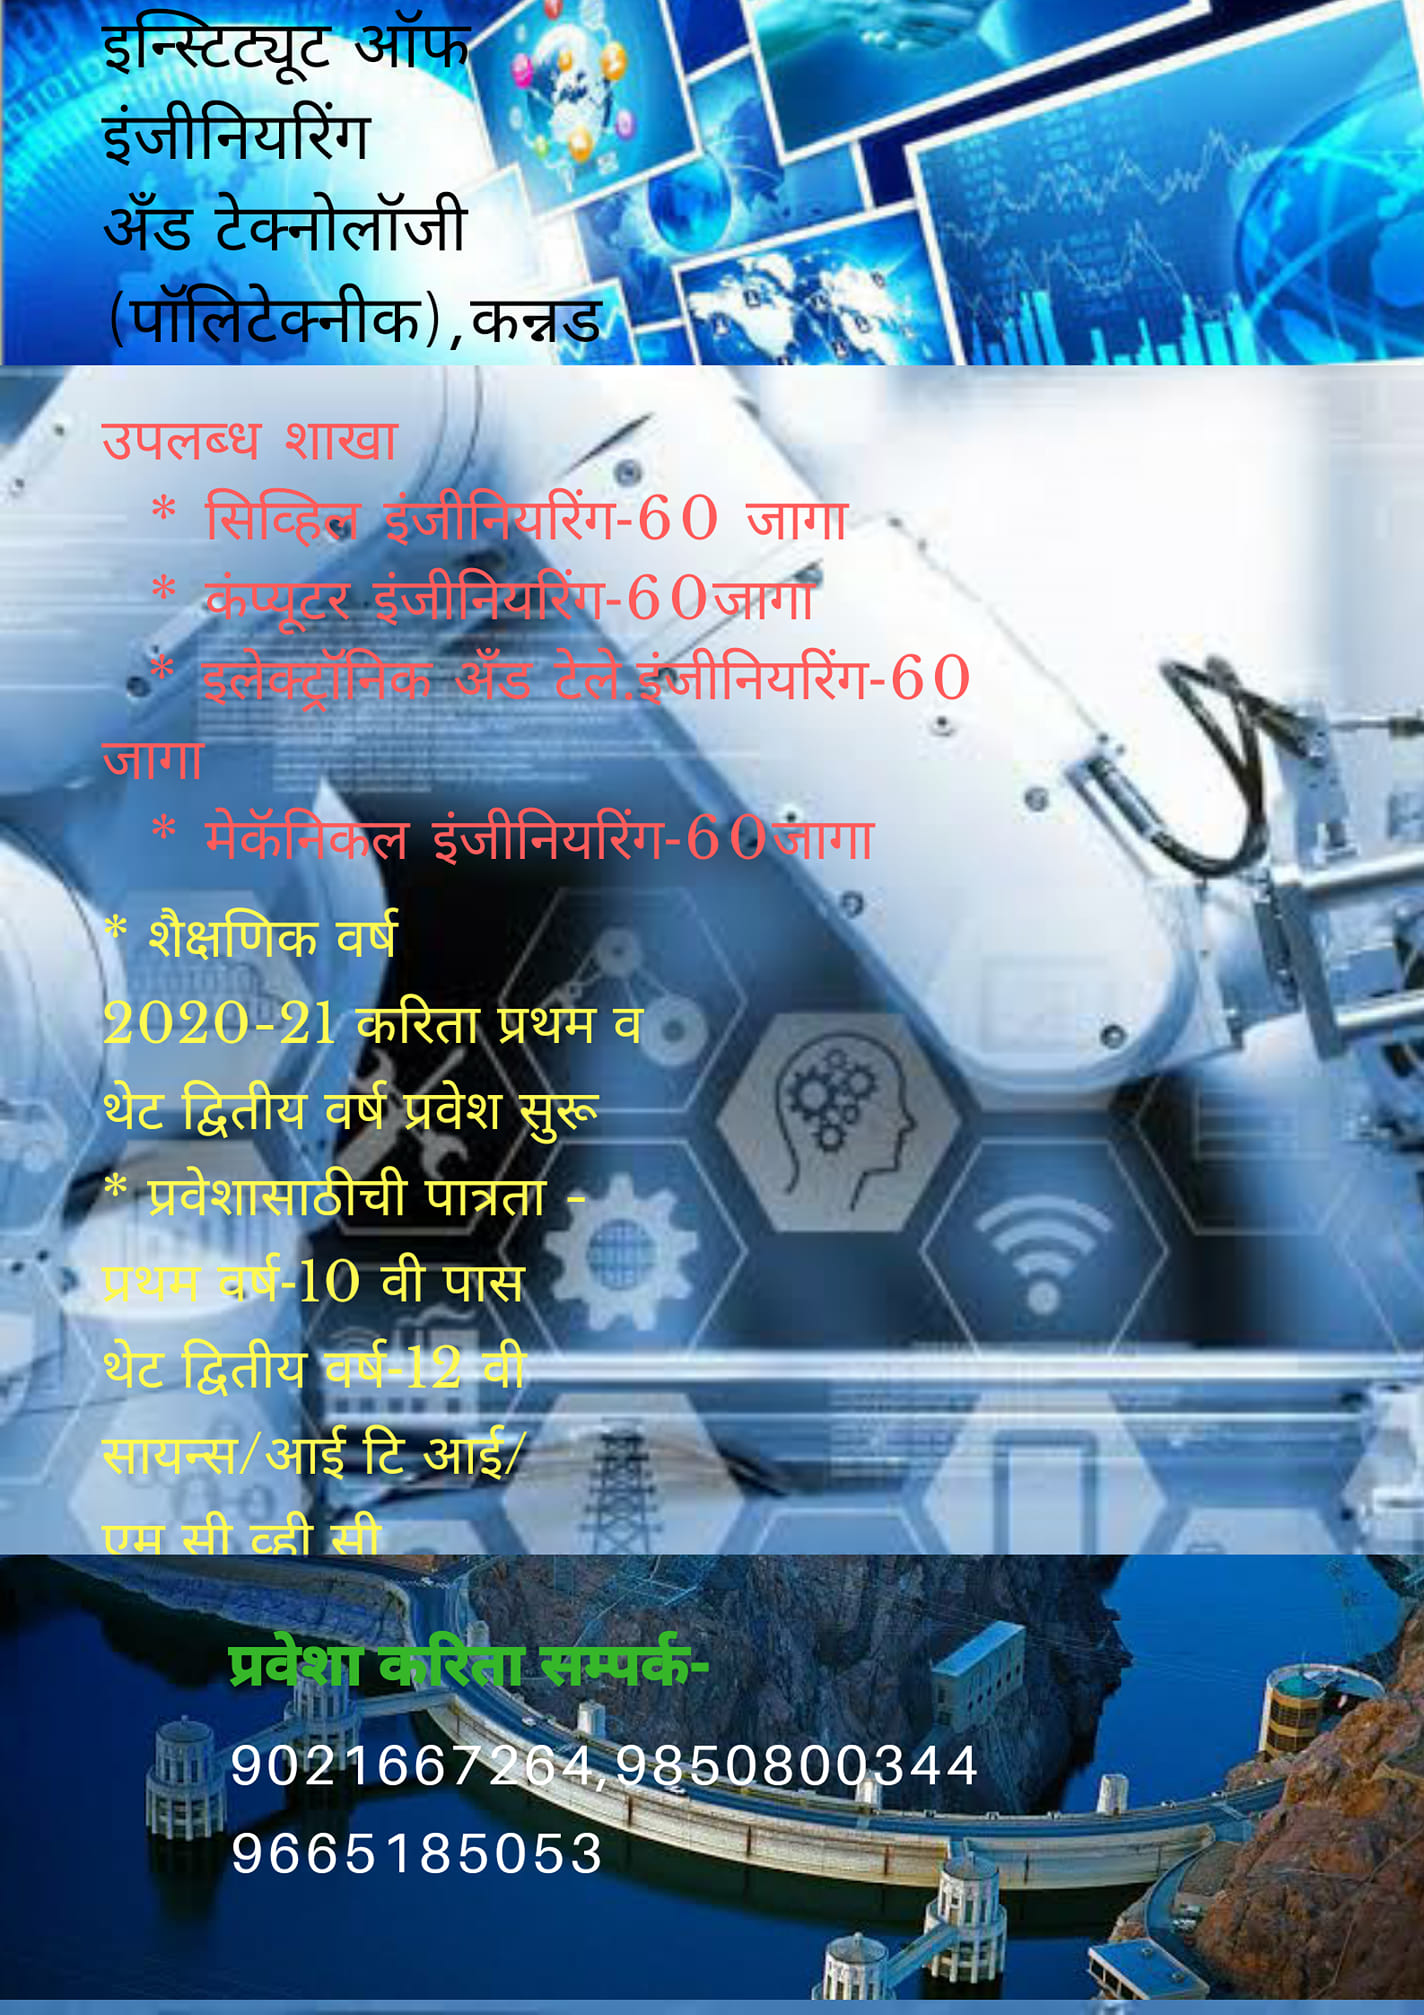 इन्स्टिट्यूट ऑफ
इंजीनियरिंग
अँड टेक्नोलॉजी
(पॉलिटेक्नीक),कन्नड
उपलब्ध शाखा
* सिव्हिल इंजीनियरिंग-60 जागा
* कंप्यूटर इंजीनियरिंग-60जागा
* इलेक्ट्रॉनिक अँड टेले.इंजीनियरिंग-60
जागा
* मेकॅनिकल इंजीनियरिंग-60जागा
* शैक्षणिक वर्ष
2020-21 करिता प्रथम व
थेट द्वितीय वर्ष प्रवेश सुरू
* प्रवेशासाठीची पात्रता -
प्रथम वर्ष-10 वी पास
थेट द्वितीय वर्ष-12 वी
सायन्स/आई टि आई/
एम सी व्ही सी
प्रवेशा करिता सम्पर्क-
9021667264,9850800344
9665185053